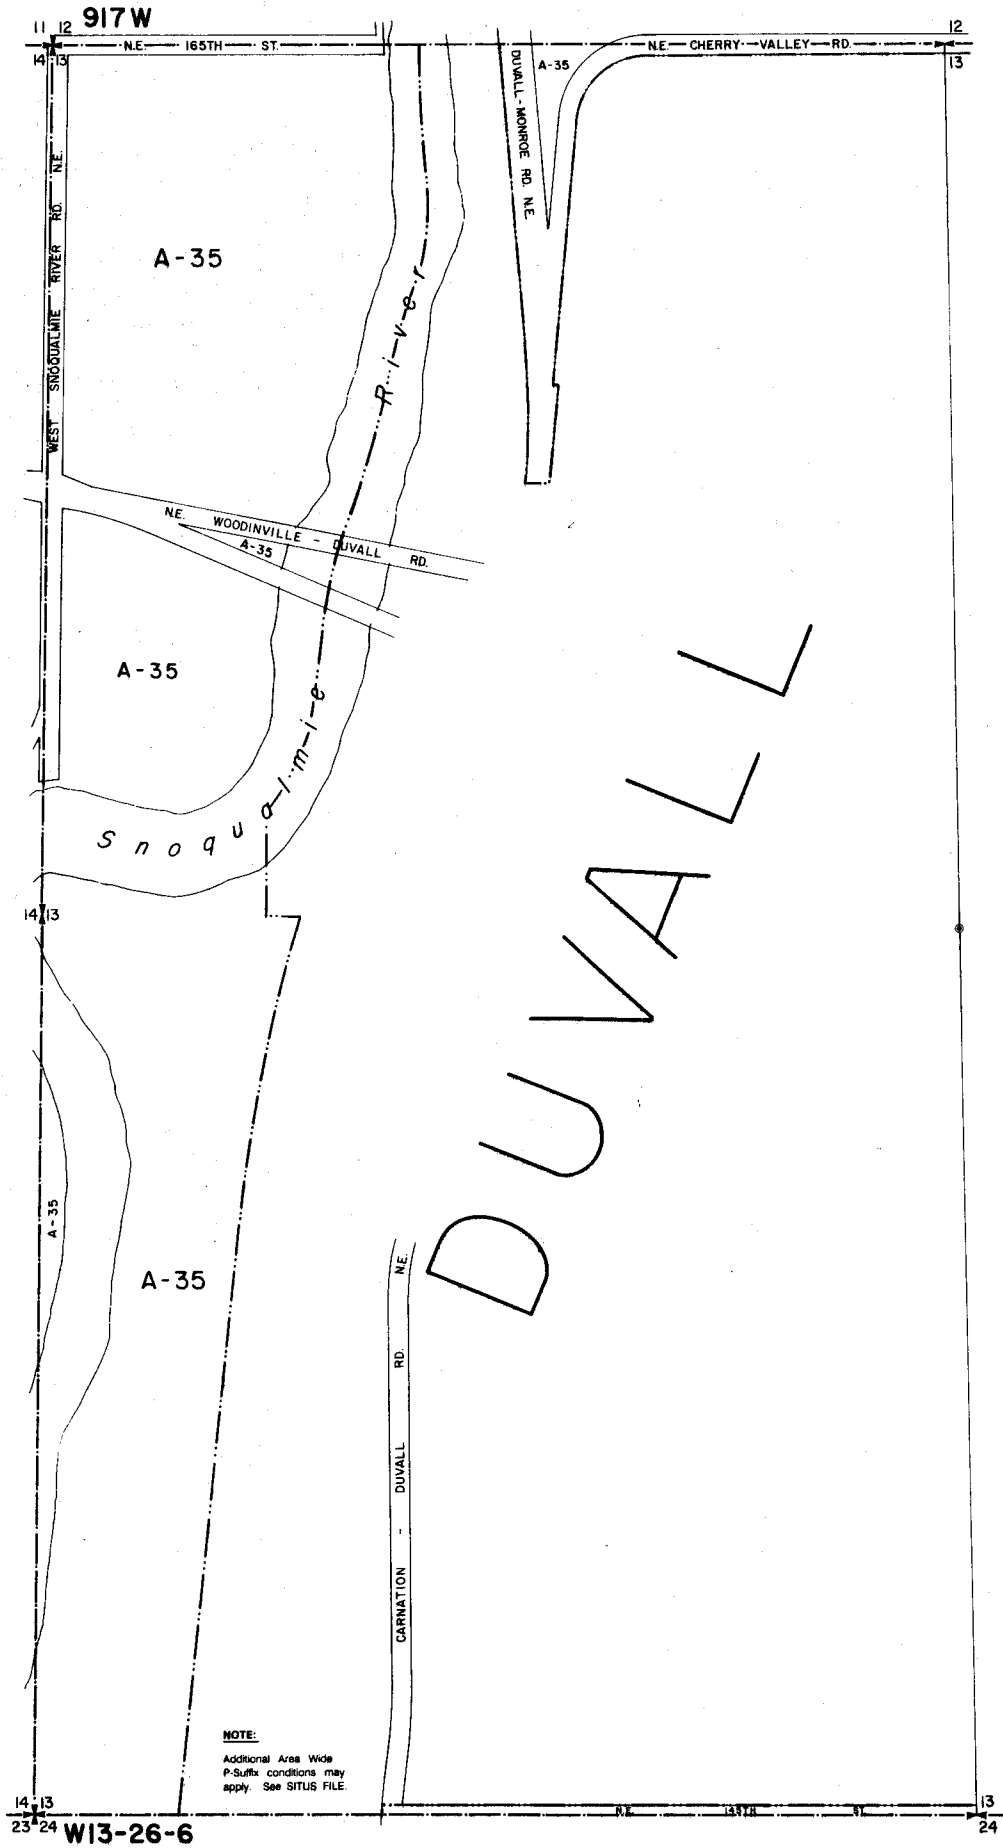 917W
11 12
14 13
N.E. 165TH ST.
N.E. CHERRY VALLEY RD.
12
13
A-35
DUVALL-MONROE RD. N.E.
WEST SNOQUALMIE RIVER RD. N.E.
A-35
N.E. WOODINVILLE - DUVALL RD.
A-35
A-35
Snoqualmie River
14 13
DUVALL
A-35
A-35
CARNATION - DUVALL RD. N.E.
NOTE:
Additional Area Wide
P-Suffix conditions may
apply. See SITUS FILE.
14 13
23 24
W13-26-6
N.E. 145TH ST.
13
24